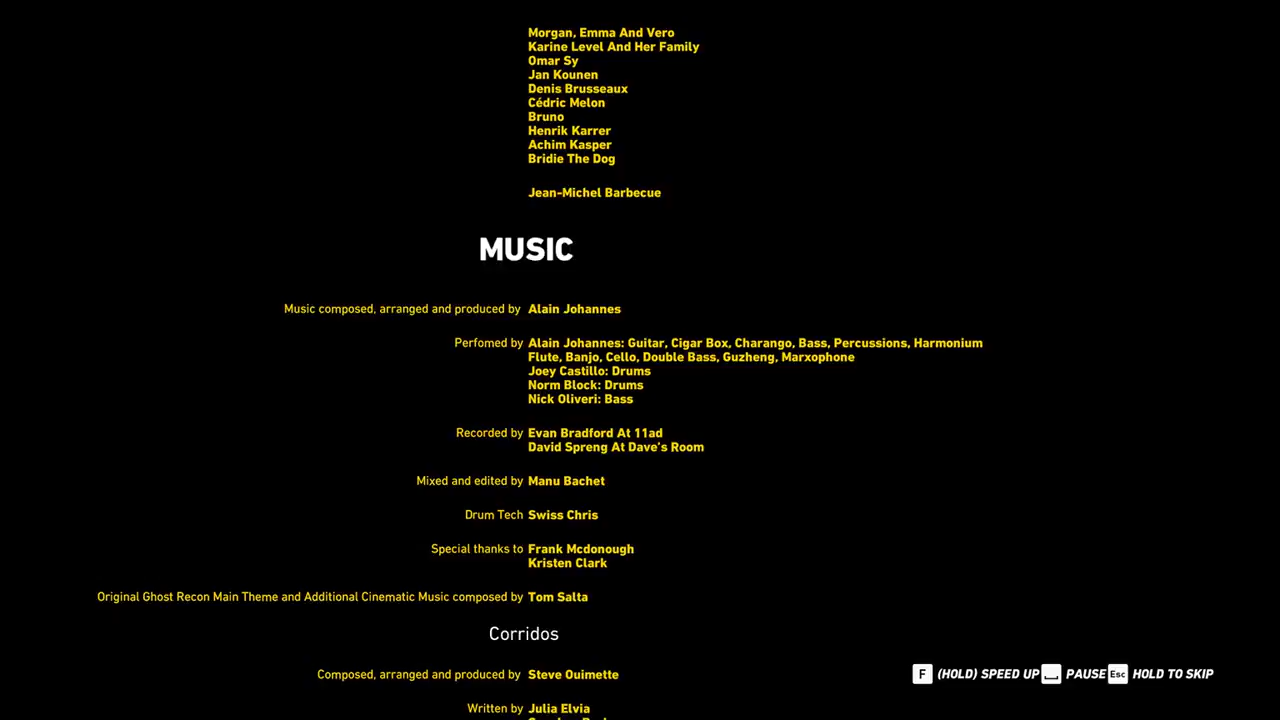 Morgan, Emma And Vero
Karine Level And Her Family
Omar Sy
Jan Kounen
Denis Brusseaux
Cédric Melon
Bruno
Henrik Karrer
Achim Kasper
Bridie The Dog
Jean-Michel Barbecue
MUSIC
Music composed, arranged and produced by Alain Johannes
Perfomed by Alain Johannes: Guitar, Cigar Box, Charango, Bass, Percussions, Harmonium
Flute, Banjo, Cello, Double Bass, Guzheng, Marxophone
Joey Castillo: Drums
Norm Block: Drums
Nick Oliveri: Bass
Recorded by Evan Bradford At 11ad
David Spreng At Dave's Room
Mixed and edited by Manu Bachet
Drum Tech Swiss Chris
Special thanks to Frank Mcdonough
Kristen Clark
Original Ghost Recon Main Theme and Additional Cinematic Music composed by Tom Salta
Corridos
Composed, arranged and produced by Steve Ouimette
F (HOLD) SPEED UP PAUSE Esc HOLD TO SKIP
Written by Julia Elvia